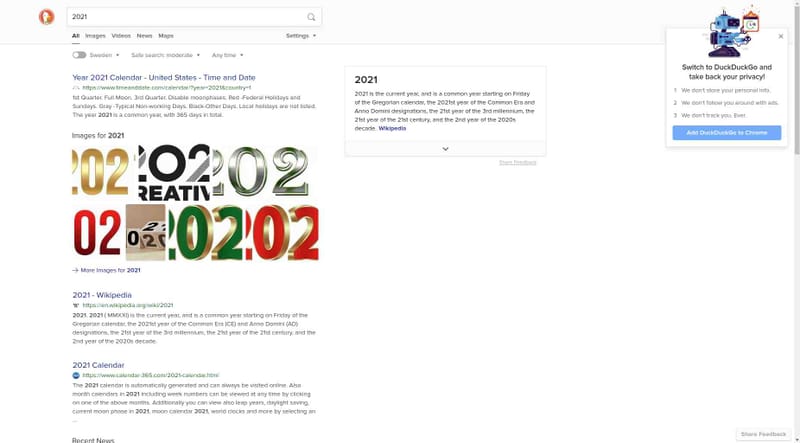 2021
All Images Videos News Maps Settings
Sweden Safe search: moderate Any time
Year 2021 Calendar - United States - Time and Date
https://www.timeanddate.com/calendar/?year=2021&country=1
1st Quarter. Full Moon. 3rd Quarter. Disable moonphases. Red -Federal Holidays and
Sundays. Gray -Typical Non-working Days. Black-Other Days. Local holidays are not listed.
The year 2021 is a common year, with 365 days in total.
Images for 2021
202
202
CREATIV
202
02
202
202
02
More Images for 2021
2021 - Wikipedia
https://en.wikipedia.org/wiki/2021
2021. 2021 ( MMXXI) is the current year, and is a common year starting on Friday of the
Gregorian calendar, the 2021st year of the Common Era (CE) and Anno Domini (AD)
designations, the 21st year of the 3rd millennium, the 21st year of the 21st century, and the
2nd year of the 2020s decade.
2021 Calendar
https://www.calendar-365.com/2021-calendar.html
The 2021 calendar is automatically generated and can always be visited online. Also
month calendars in 2021 including week numbers can be viewed at any time by clicking
on one of the above months. Additionally you can view also leap years, daylight saving,
current moon phase in 2021, moon calendar 2021, world clocks and more by selecting an
...
Recent News
2021
2021 is the current year, and is a common year starting on Friday
of the Gregorian calendar, the 2021st year of the Common Era and
Anno Domini designations, the 21st year of the 3rd millennium, the
21st year of the 21st century, and the 2nd year of the 2020s
decade. Wikipedia
Share Feedback
Switch to DuckDuckGo and
take back your privacy!
1 We don't store your personal info.
2 We don't follow you around with ads.
3 We don't track you. Ever.
Add DuckDuckGo to Chrome
Share Feedback